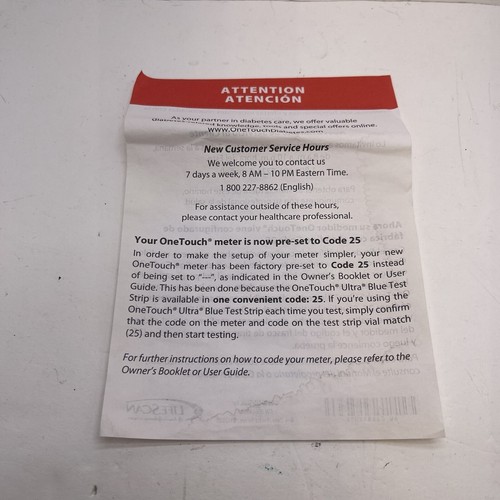 ATTENTION
ATENCIÓN
As your partner in diabetes care, we offer valuable
knowledge, tools and special offers online.
www.OneTouchDiabetes.com
New Customer Service Hours
We welcome you to contact us
7 days a week, 8 AM – 10 PM Eastern Time.
1 800 227-8862 (English)
For assistance outside of these hours,
please contact your healthcare professional.
Your OneTouch® meter is now pre-set to Code 25
In order to make the setup of your meter simpler, your new
OneTouch® meter has been factory pre-set to Code 25 instead
of being set to "---", as indicated in the Owner's Booklet or User
Guide. This has been done because the OneTouch® Ultra® Blue Test
Strip is available in one convenient code: 25. If you're using the
OneTouch® Ultra® Blue Test Strip each time you test, simply confirm
that the code on the meter and code on the test strip vial match
(25) and then start testing.
For further instructions on how to code your meter, please refer to the
Owner's Booklet or User Guide.